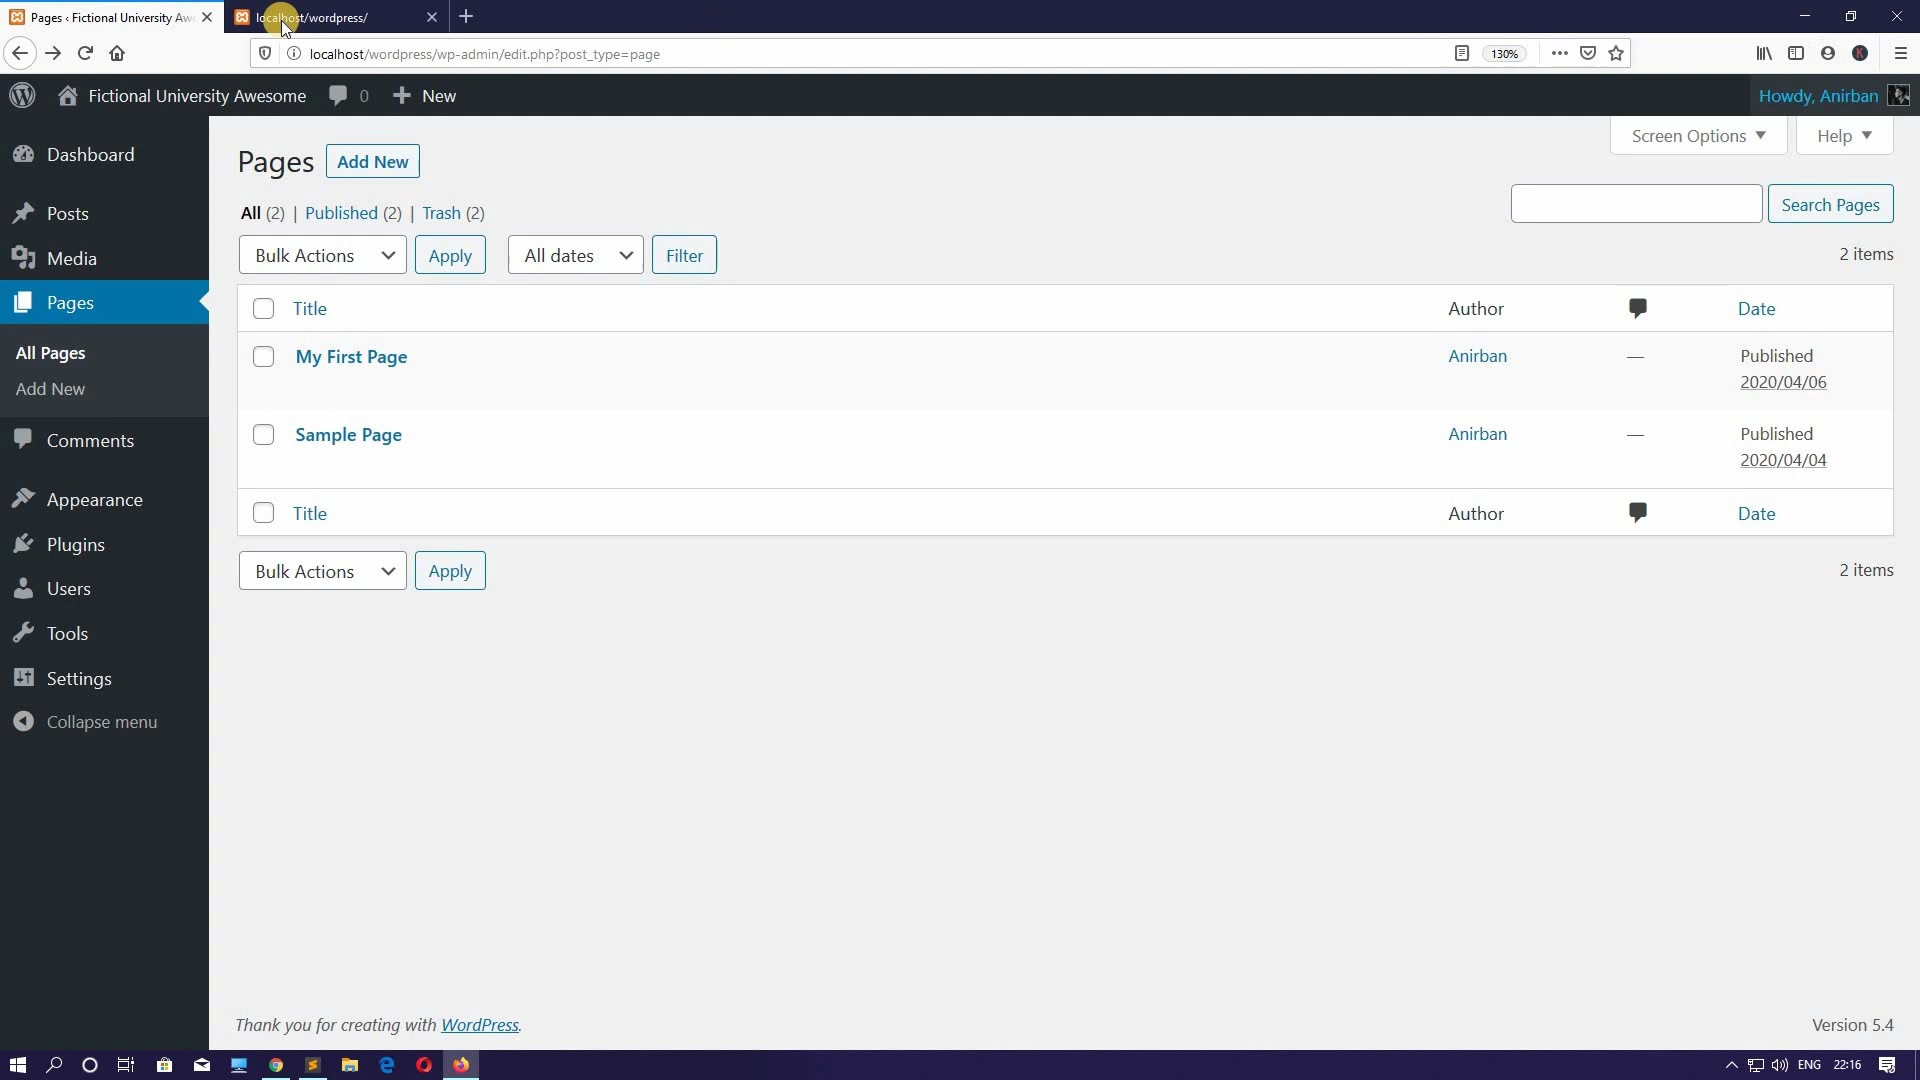 Pages ‹ Fictional University Aw
localhost/wordpress/
localhost/wordpress/wp-admin/edit.php?post_type=page
130%
K
Fictional University Awesome
0
New
Howdy, Anirban
Dashboard
Posts
Media
Pages
All Pages
Add New
Comments
Appearance
Plugins
Users
Tools
Settings
Collapse menu
Screen Options
Help
Pages
Add New
All (2) | Published (2) | Trash (2)
Search Pages
Bulk Actions
Apply
All dates
Filter
2 items
Title Author Date
My First Page Anirban — Published
2020/04/06
Sample Page Anirban — Published
2020/04/04
Title Author Date
Bulk Actions
Apply
2 items
Thank you for creating with WordPress.
Version 5.4
ENG
22:16